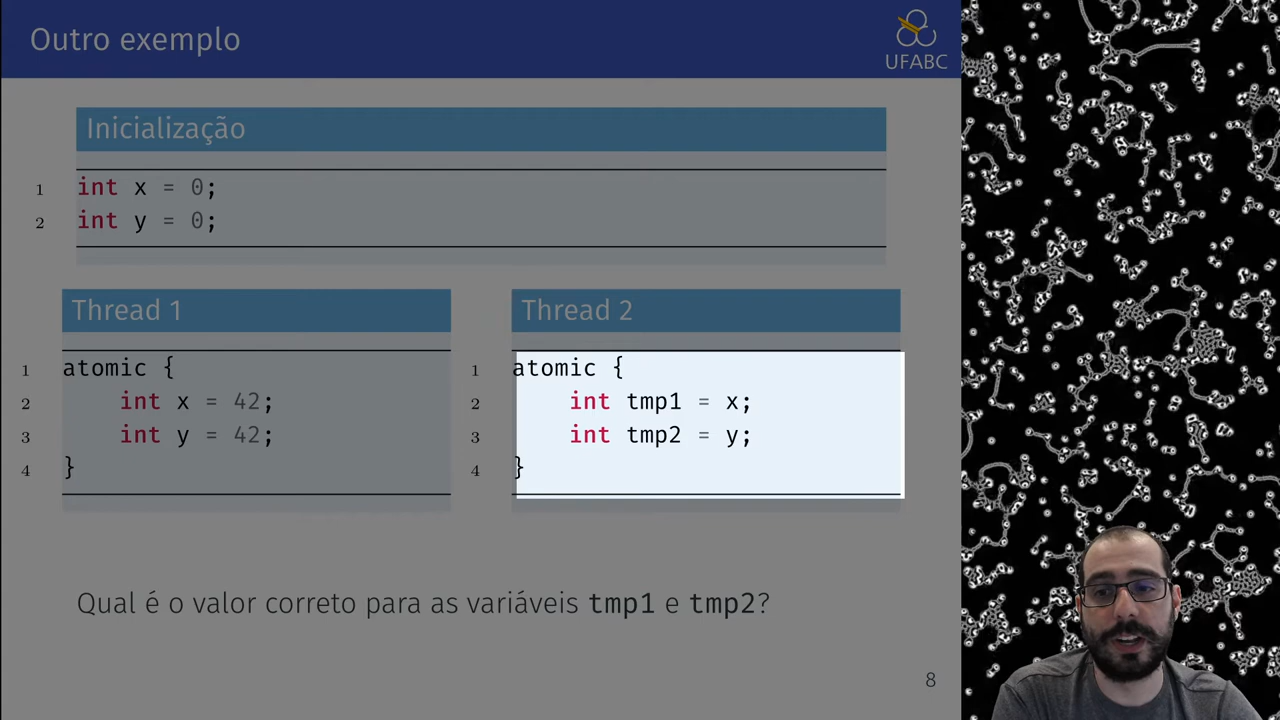 Outro exemplo
UFABC
Inicialização
1 int x = 0;
2 int y = 0;
Thread 1
1 atomic {
2 int x = 42;
3 int y = 42;
4 }
Thread 2
1 atomic {
2 int tmp1 = x;
3 int tmp2 = y;
4 }
Qual é o valor correto para as variáveis tmp1 e tmp2?
8